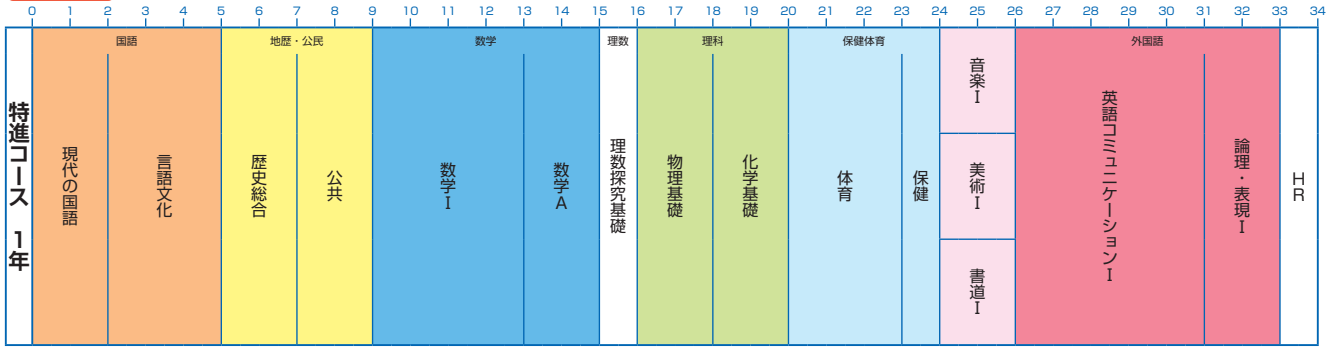 0 1 2 3 4 5 6 7 8 9 10 11 12 13 14 15 16 17 18 19 20 21 22 23 24 25 26 27 28 29 30 31 32 33 34
特進コース 1年
国語
現代の国語
言語文化
地歴・公民
歴史総合
公共
数学
数学Ⅰ
数学A
理数
理数探究基礎
理科
物理基礎
化学基礎
保健体育
体育
保健
音楽Ⅰ
美術Ⅰ
書道Ⅰ
外国語
英語コミュニケーションⅠ
論理・表現Ⅰ
HR